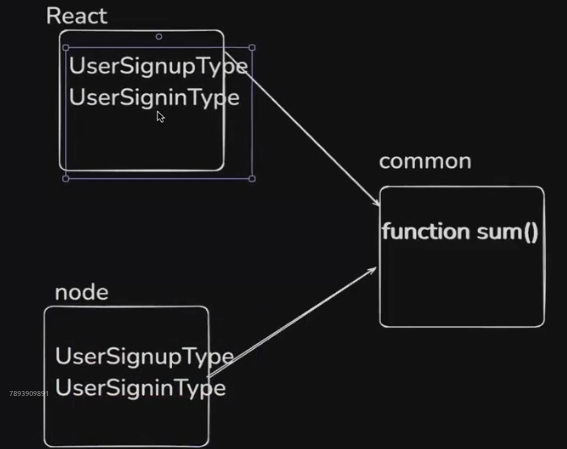 React
UserSignupType
UserSigninType
common
function sum()
node
UserSignupType
UserSigninType
7893909891